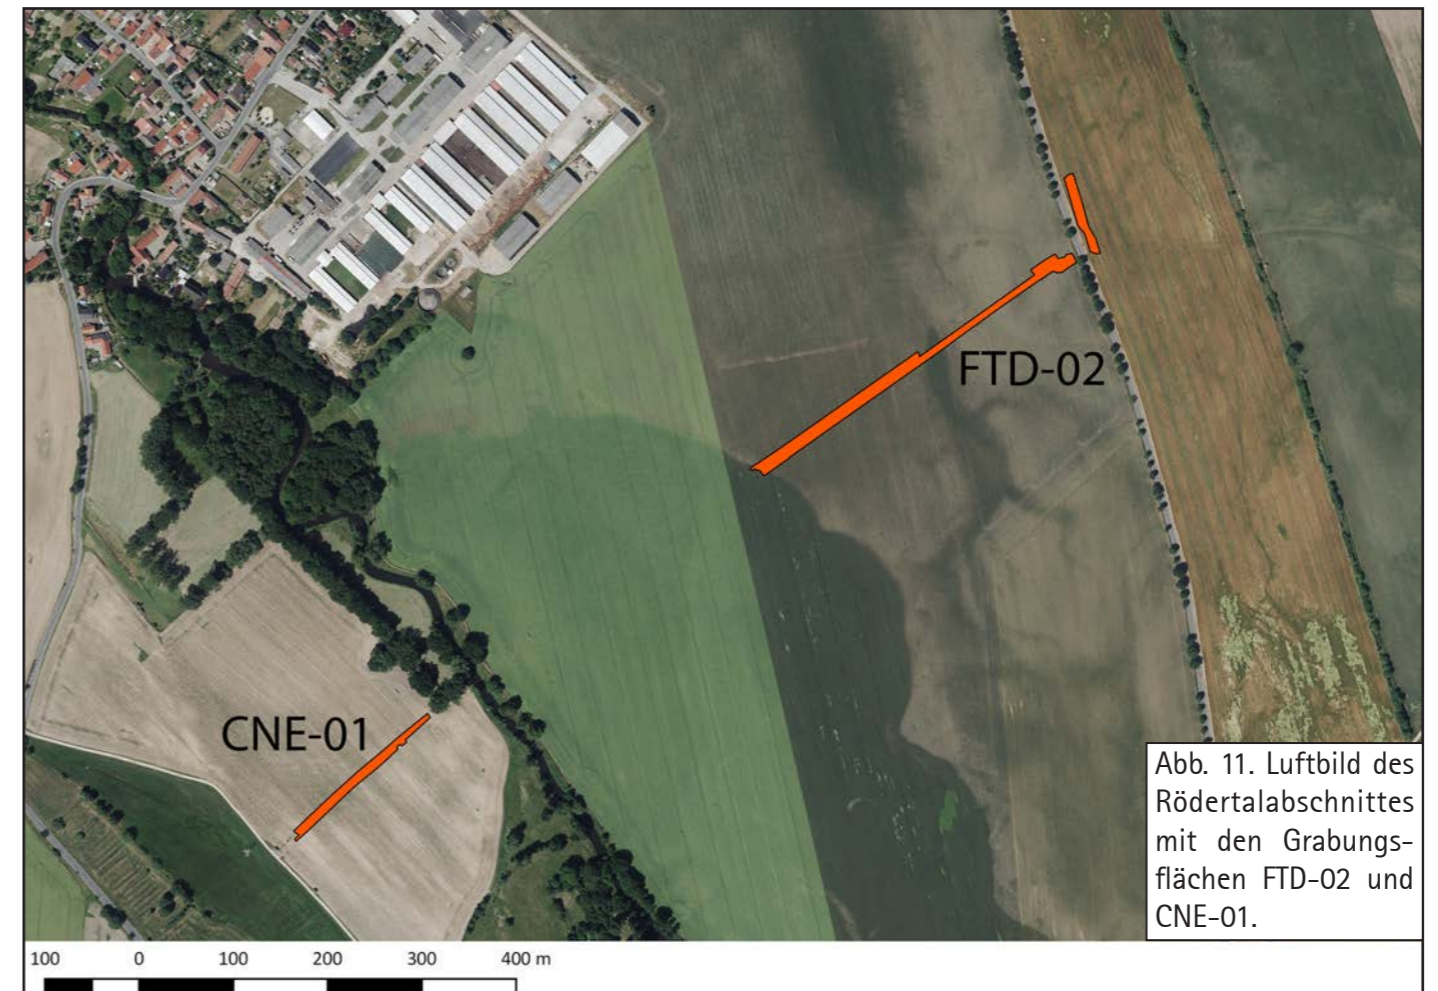 FTD-02
CNE-01
Abb. 11. Luftbild des
Rödertalabschnittes
mit den Grabungs-
flächen FTD-02 und
CNE-01.
100 0 100 200 300 400 m